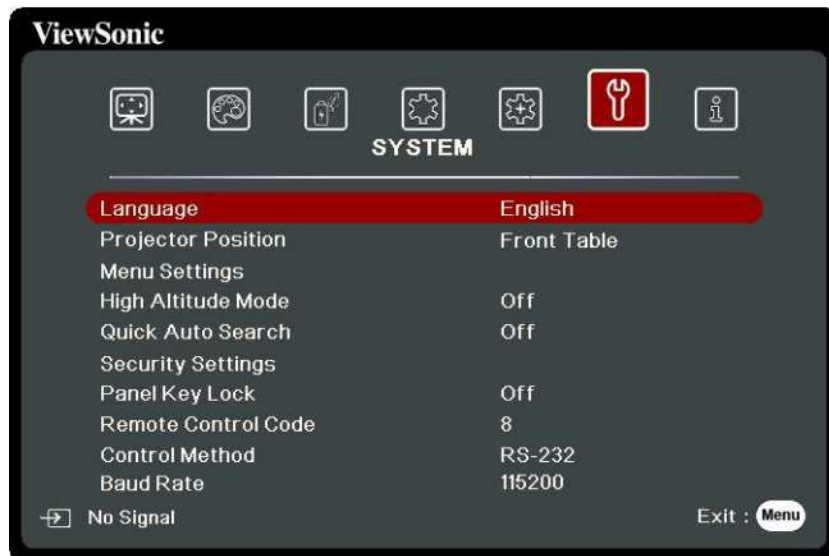 ViewSonic
SYSTEM
Language English
Projector Position Front Table
Menu Settings
High Altitude Mode Off
Quick Auto Search Off
Security Settings
Panel Key Lock Off
Remote Control Code 8
Control Method RS-232
Baud Rate 115200
No Signal Exit : Menu